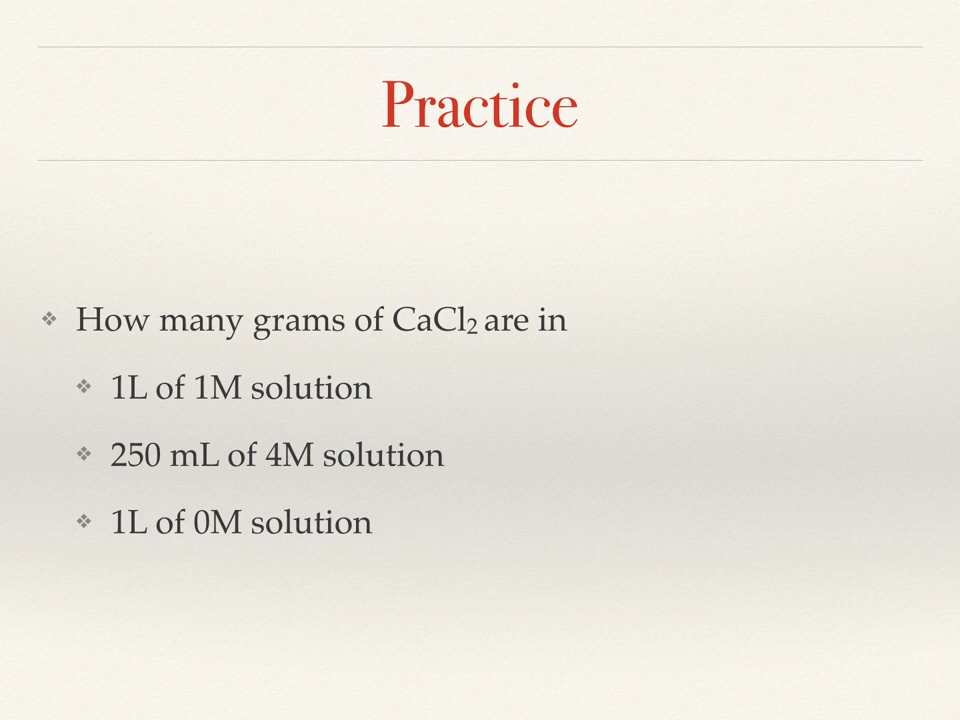 Practice
❖ How many grams of CaCl₂ are in
❖ 1L of 1M solution
❖ 250 mL of 4M solution
❖ 1L of 0M solution